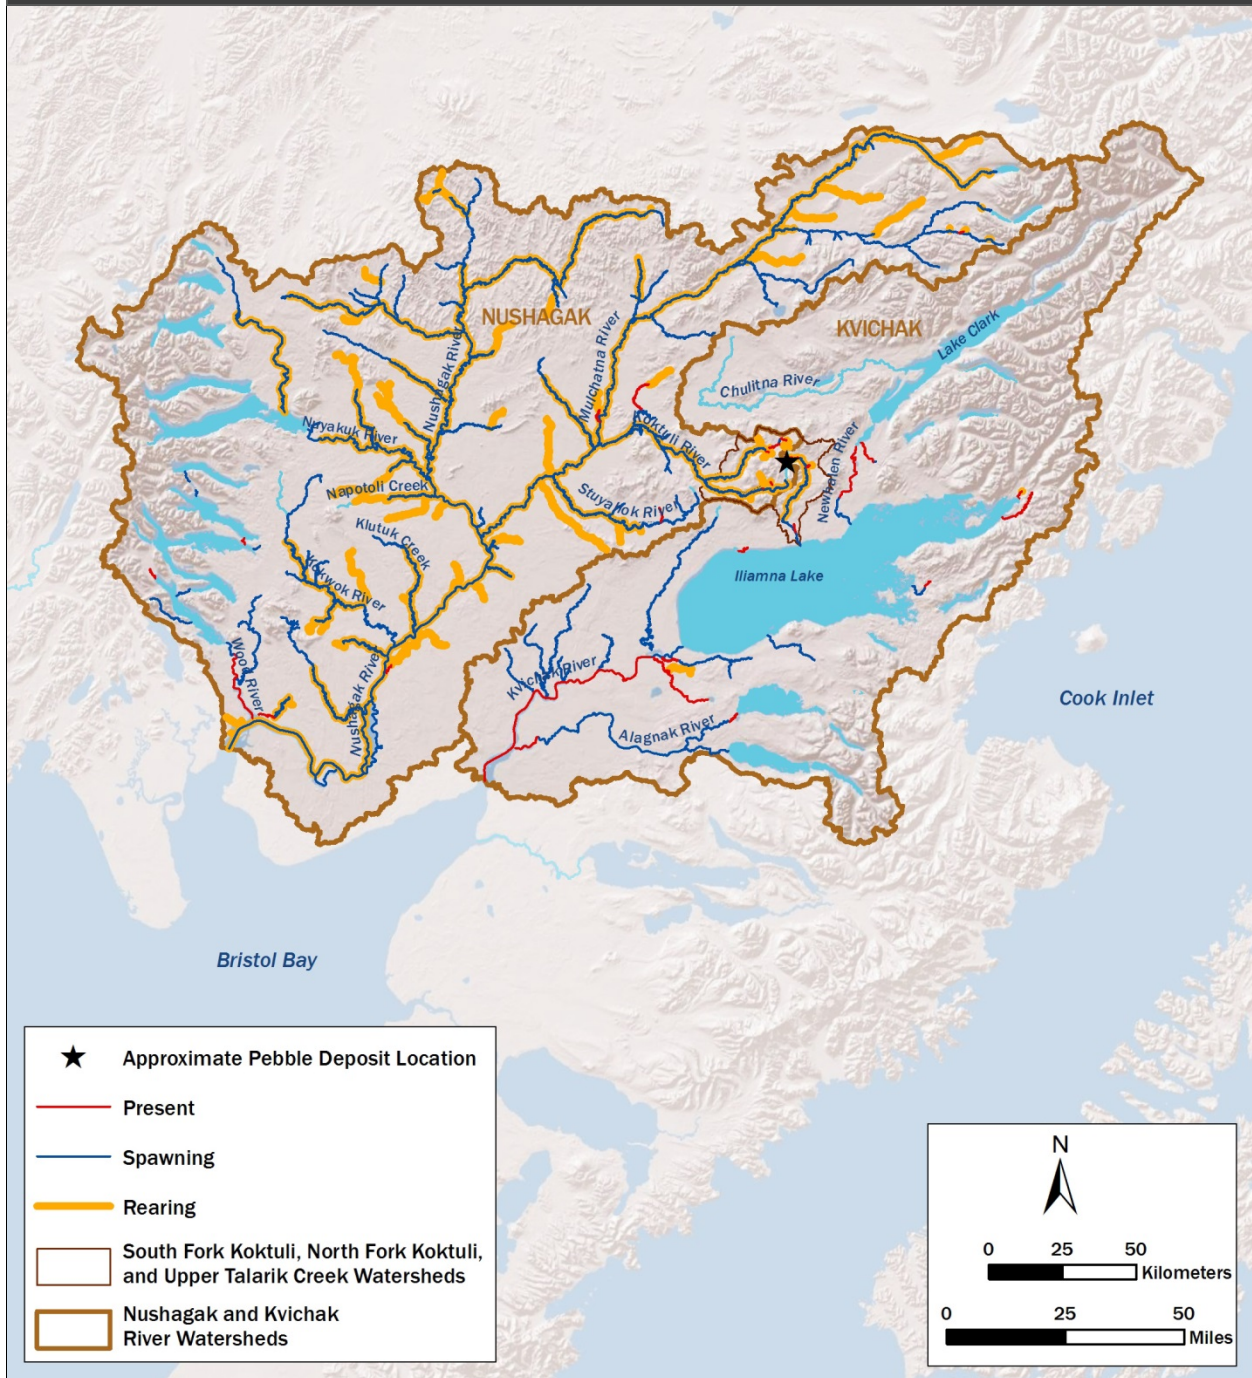 NUSHAGAK
KVICHAK
Lake Clark
Chulitna River
Mulchatna River
Nushagak River
Koktuli River
Newhalen River
Nuyakuk River
Napotoli Creek
Stuyahok River
Klutuk Creek
Kokwok River
Iliamna Lake
Wood River
Nushagak River
Kvichak River
Alagnak River
Cook Inlet
Bristol Bay
Approximate Pebble Deposit Location
Present
Spawning
Rearing
South Fork Koktuli, North Fork Koktuli,
and Upper Talarik Creek Watersheds
Nushagak and Kvichak
River Watersheds
N
0 25 50
Kilometers
0 25 50
Miles